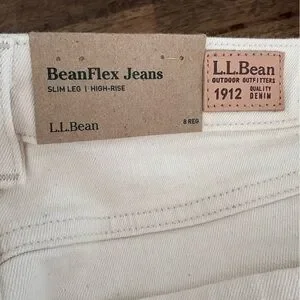 BeanFlex Jeans
SLIM LEG | HIGH-RISE
L.L.Bean
8 REG
L.L.Bean
OUTDOOR OUTFITTERS
1912 QUALITY DENIM